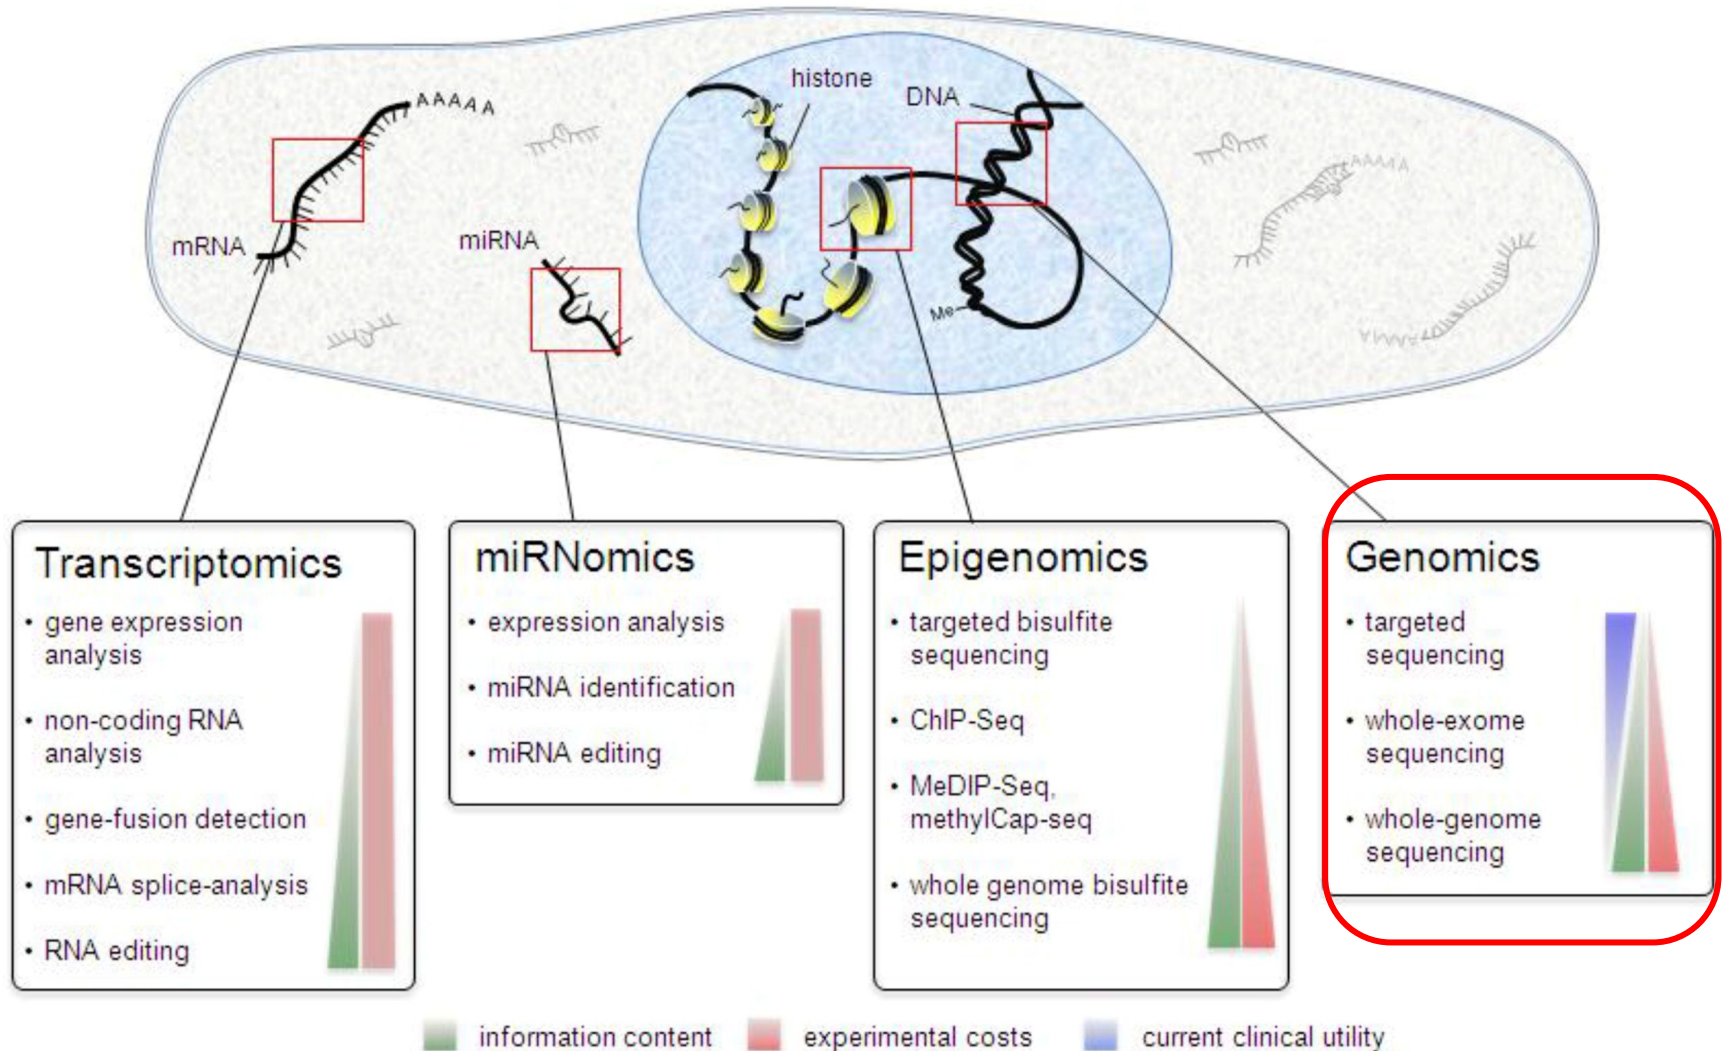 histone
DNA
AAAAA
mRNA
miRNA
Me
AAAAA
AAAAA
Transcriptomics
• gene expression
analysis
• non-coding RNA
analysis
• gene-fusion detection
• mRNA splice-analysis
• RNA editing
miRNomics
• expression analysis
• miRNA identification
• miRNA editing
Epigenomics
• targeted bisulfite
sequencing
• ChIP-Seq
• MeDIP-Seq,
methylCap-seq
• whole genome bisulfite
sequencing
Genomics
• targeted
sequencing
• whole-exome
sequencing
• whole-genome
sequencing
information content
experimental costs
current clinical utility